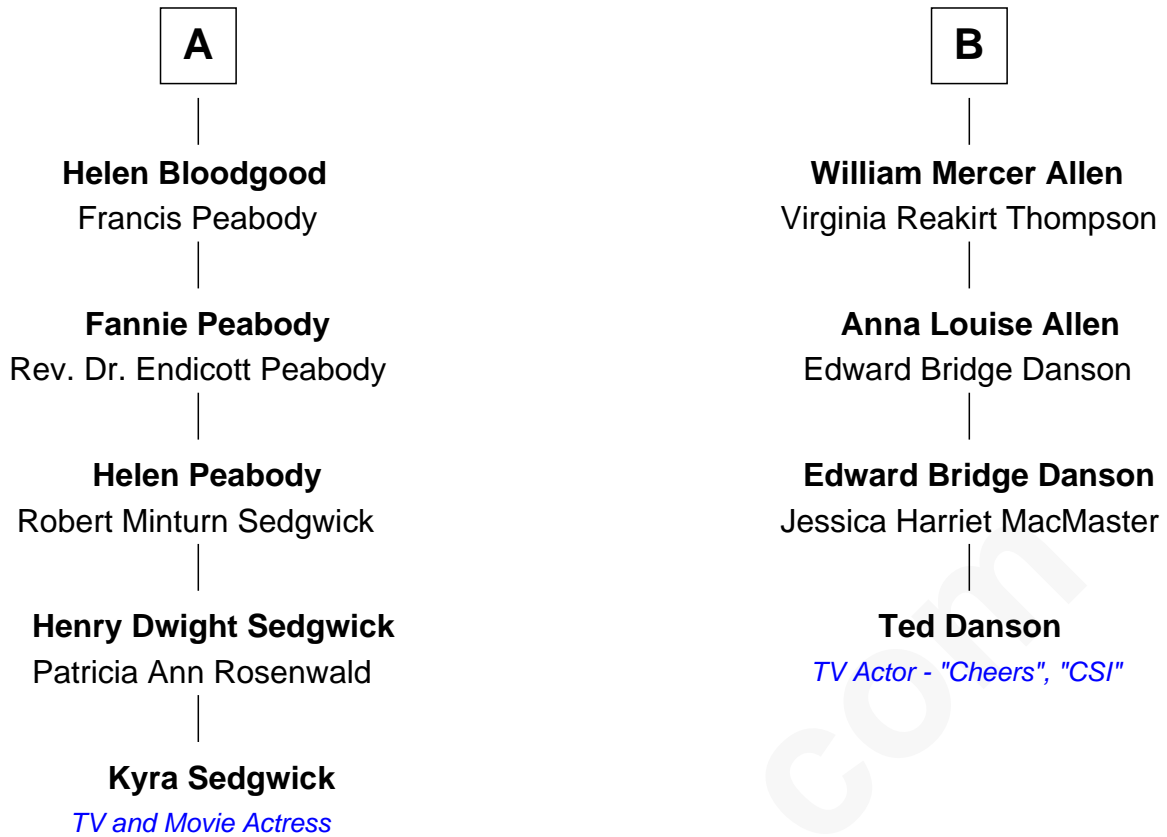 A
Helen Bloodgood
Francis Peabody
Fannie Peabody
Rev. Dr. Endicott Peabody
Helen Peabody
Robert Minturn Sedgwick
Henry Dwight Sedgwick
Patricia Ann Rosenwald
Kyra Sedgwick
TV and Movie Actress
B
William Mercer Allen
Virginia Reakirt Thompson
Anna Louise Allen
Edward Bridge Danson
Edward Bridge Danson
Jessica Harriet MacMaster
Ted Danson
TV Actor - "Cheers", "CSI"
com